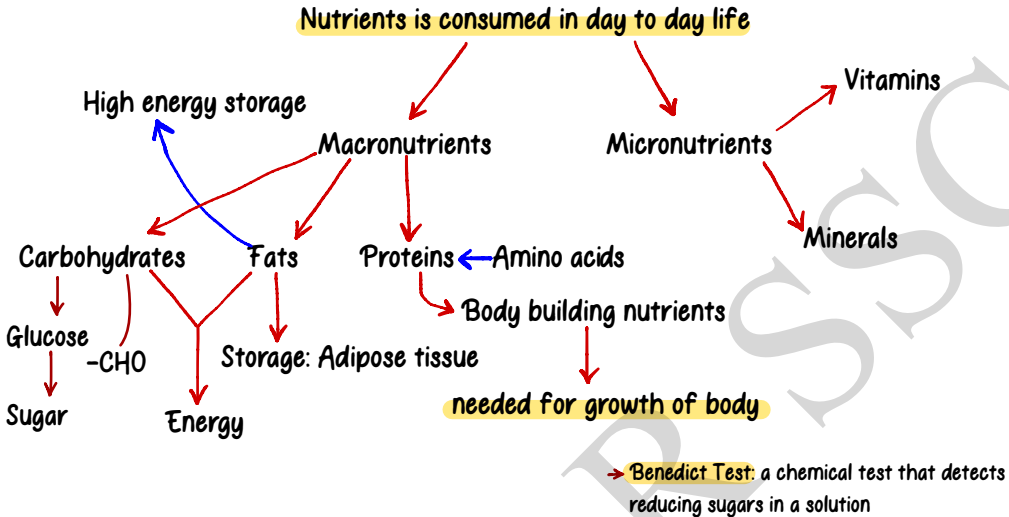 Nutrients is consumed in day to day life
Vitamins
High energy storage
Macronutrients
Micronutrients
Minerals
Carbohydrates
Fats
Proteins
Amino acids
Body building nutrients
Glucose
-CHO
Storage: Adipose tissue
Sugar
Energy
needed for growth of body
Benedict Test: a chemical test that detects
reducing sugars in a solution
R SSC